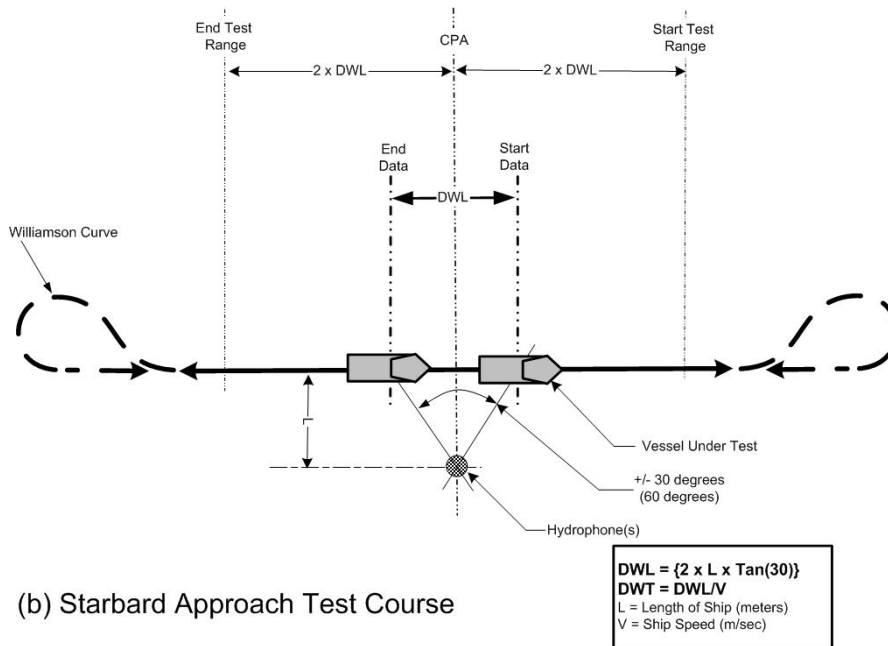 End Test
Range
CPA
Start Test
Range
2 x DWL
2 x DWL
End
Data
Start
Data
DWL
Williamson Curve
L
Vessel Under Test
+/- 30 degrees
(60 degrees)
Hydrophone(s)
DWL = {2 x L x Tan(30)}
DWT = DWL/V
L = Length of Ship (meters)
V = Ship Speed (m/sec)
(b) Starbard Approach Test Course